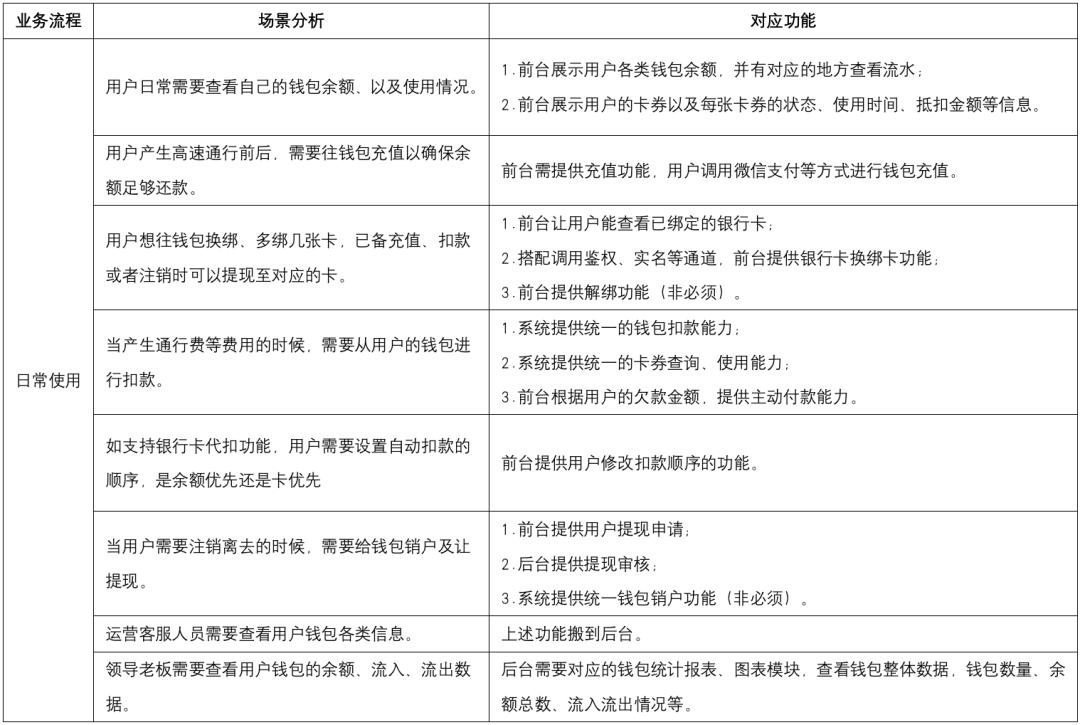 业务流程
场景分析
对应功能
日常使用
用户日常需要查看自己的钱包余额、以及使用情况。
1.前台展示用户各类钱包余额，并有对应的地方查看流水；
2.前台展示用户的卡券以及每张卡券的状态、使用时间、抵扣金额等信息。
用户产生高速通行前后，需要往钱包充值以确保余
额足够还款。
前台需提供充值功能，用户调用微信支付等方式进行钱包充值。
用户想往钱包换绑、多绑几张卡，已备充值、扣款
或者注销时可以提现至对应的卡。
1.前台让用户能查看已绑定的银行卡；
2.搭配调用鉴权、实名等通道，前台提供银行卡换绑卡功能；
3.前台提供解绑功能（非必须）。
当产生通行费等费用的时候，需要从用户的钱包进
行扣款。
1.系统提供统一的钱包扣款能力；
2.系统提供统一的卡券查询、使用能力；
3.前台根据用户的欠款金额，提供主动付款能力。
如支持银行卡代扣功能，用户需要设置自动扣款的
顺序，是余额优先还是卡优先
前台提供用户修改扣款顺序的功能。
当用户需要注销离去的时候，需要给钱包销户及让
提现。
1.前台提供用户提现申请；
2.后台提供提现审核；
3.系统提供统一钱包销户功能（非必须）。
运营客服人员需要查看用户钱包各类信息。
上述功能搬到后台。
领导老板需要查看用户钱包的余额、流入、流出数
据。
后台需要对应的钱包统计报表、图表模块，查看钱包整体数据，钱包数量、余
额总数、流入流出情况等。